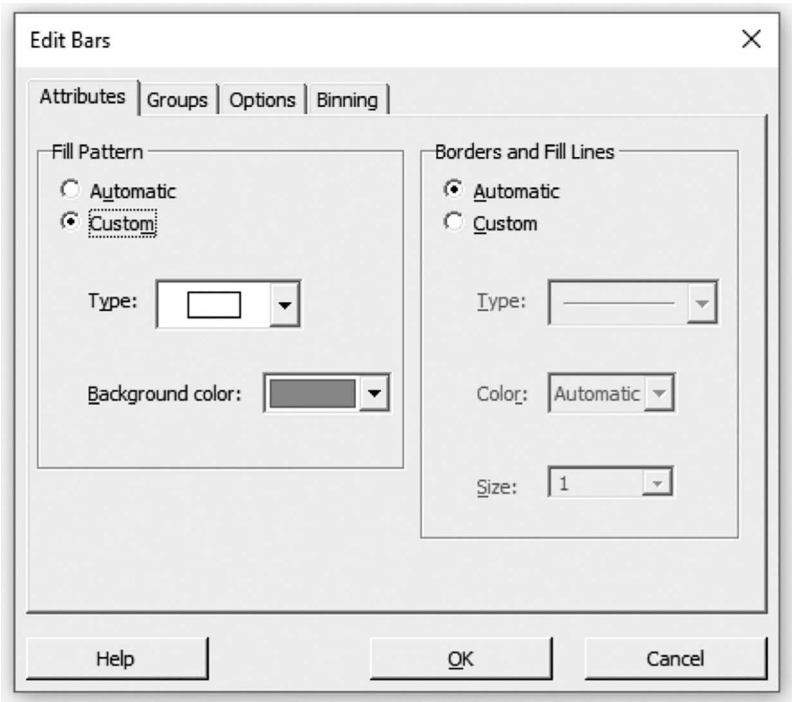 Edit Bars
Attributes Groups Options Binning
Fill Pattern
Automatic
Custom
Type:
Background color:
Borders and Fill Lines
Automatic
Custom
Type:
Color: Automatic
Size: 1
Help OK Cancel